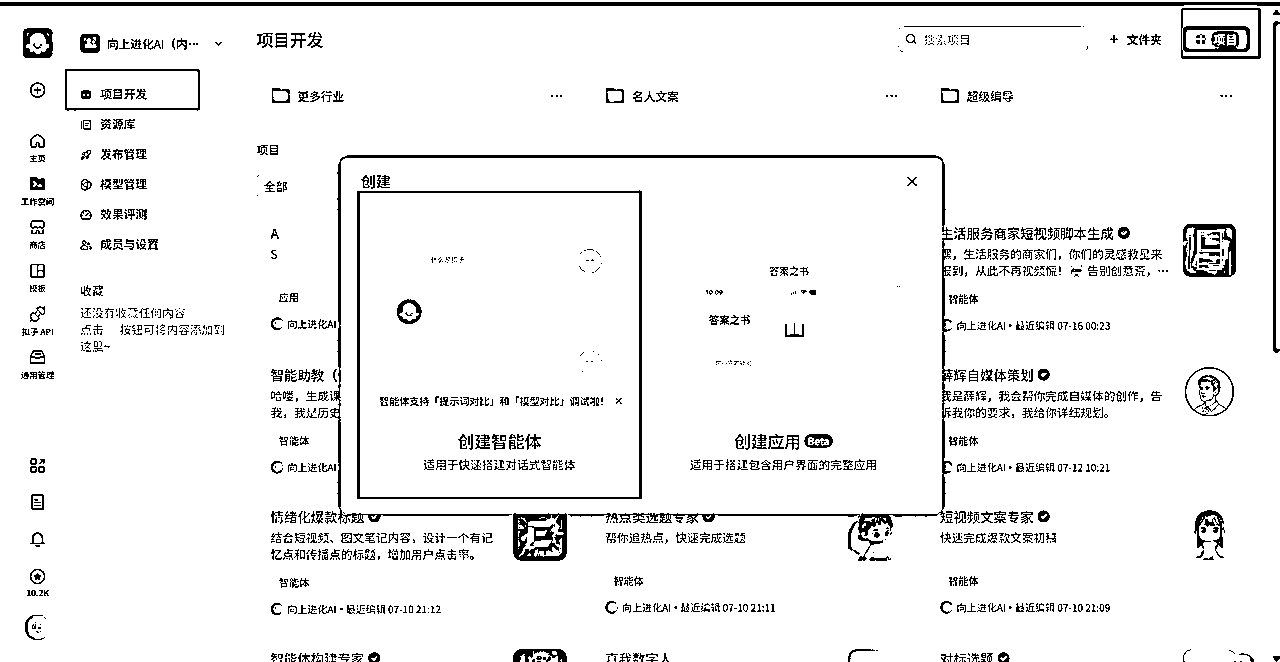 向上进化AI（内…
项目开发
搜索项目
+ 文件夹
项目
项目开发
资源库
发布管理
模型管理
效果评测
成员与设置
收藏
还没有收藏任何内容
点击 按钮可将内容添加到
这里~
主页
工作空间
商店
模板
扣子 API
通用管理
10.2K
更多行业
名人文案
超级编导
项目
全部
A
S
应用
向上进化AI
创建
答案之书
答案之书
智能体支持「提示词对比」和「模型对比」调试啦！
创建智能体
适用于快速搭建对话式智能体
创建应用 Beta
适用于搭建包含用户界面的完整应用
生活服务商家短视频脚本生成
嘿，生活服务的商家们，你们的灵感救星来
报到，从此不再视频慌！告别创意荒，…
智能体
向上进化AI • 最近编辑 07-16 00:23
智能助教（
哈喽，生成课
我，我是历史
智能体
向上进化AI
薛辉自媒体策划
我是薛辉，我会帮你完成自媒体的创作，告
诉我你的要求，我给你详细规划。
智能体
向上进化AI • 最近编辑 07-12 10:21
情绪化爆款标题
结合短视频、图文笔记内容，设计一个有记
忆点和传播点的标题，增加用户点击率。
智能体
向上进化AI • 最近编辑 07-10 21:12
热点类选题专家
帮你追热点，快速完成选题
智能体
向上进化AI • 最近编辑 07-10 21:11
短视频文案专家
快速完成爆款文案初稿
智能体
向上进化AI • 最近编辑 07-10 21:09
智能体构建专家
真我数字人
对标选题